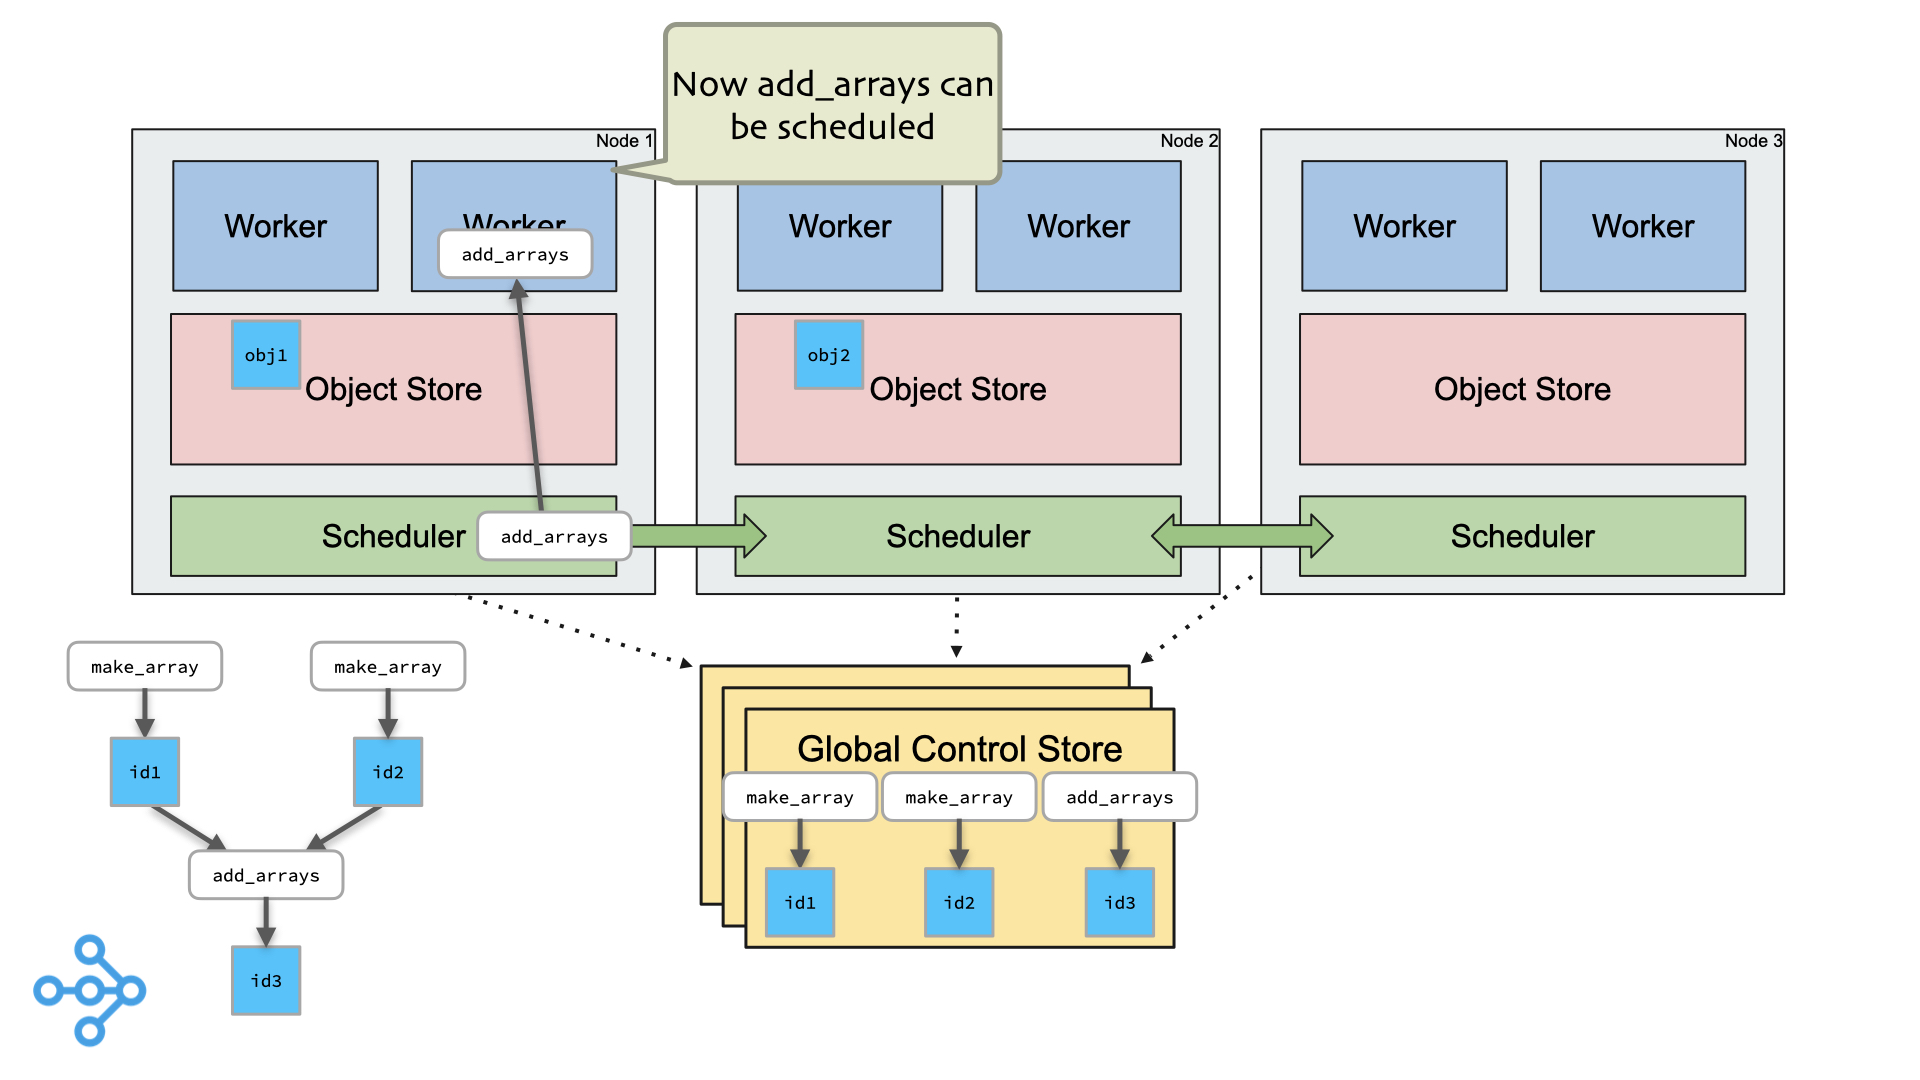 Now add_arrays can
be scheduled
Node 1
Node 2
Node 3
Worker
Worker
Worker
Worker
Worker
Worker
add_arrays
obj1
Object Store
obj2
Object Store
Object Store
Scheduler
add_arrays
Scheduler
Scheduler
make_array
make_array
id1
id2
add_arrays
id3
Global Control Store
make_array
make_array
add_arrays
id1
id2
id3